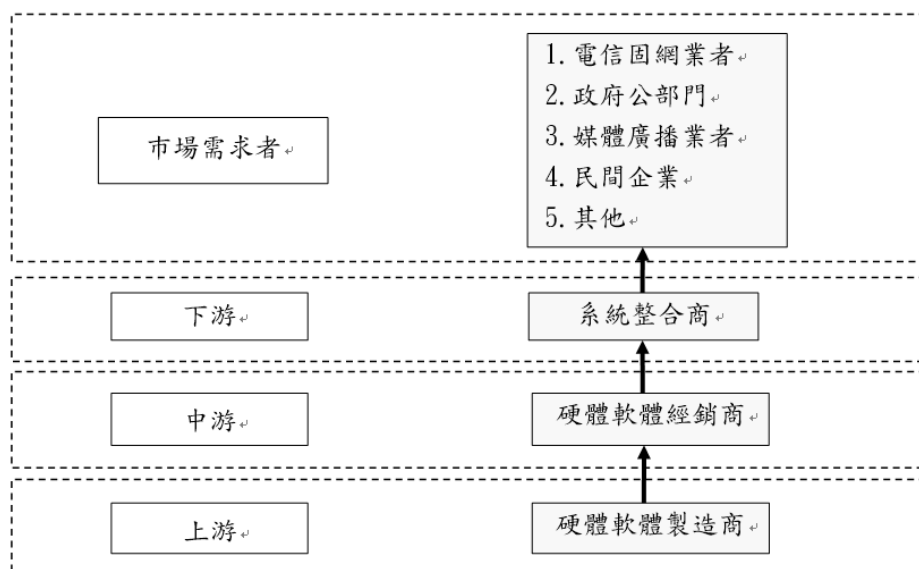 市場需求者
1.電信固網業者
2.政府公部門
3.媒體廣播業者
4.民間企業
5.其他
下游
系統整合商
中游
硬體軟體經銷商
上游
硬體軟體製造商